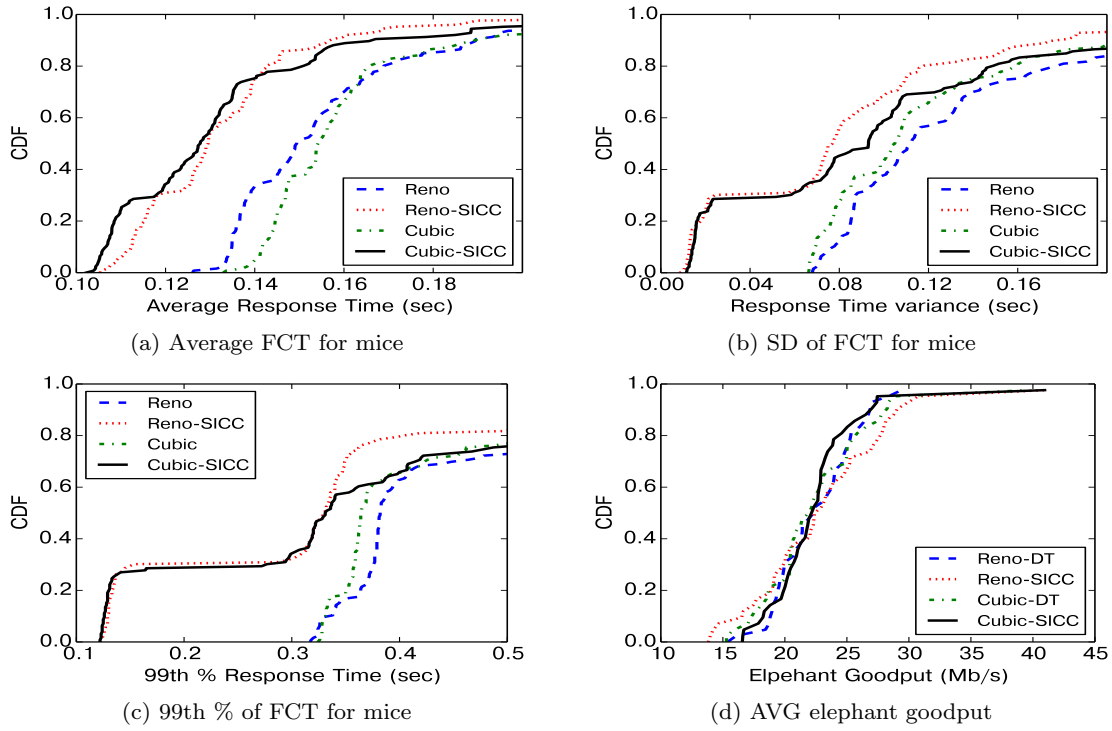 1.0
0.8
0.6
0.4
0.2
0.0
CDF
Reno
Reno-SICC
Cubic
Cubic-SICC
0.10 0.12 0.14 0.16 0.18
Average Response Time (sec)
(a) Average FCT for mice
1.0
0.8
0.6
0.4
0.2
0.0
CDF
Reno
Reno-SICC
Cubic
Cubic-SICC
0.00 0.04 0.08 0.12 0.16
Response Time variance (sec)
(b) SD of FCT for mice
1.0
0.8
0.6
0.4
0.2
0.0
CDF
Reno
Reno-SICC
Cubic
Cubic-SICC
0.1 0.2 0.3 0.4 0.5
99th % Response Time (sec)
(c) 99th % of FCT for mice
1.0
0.8
0.6
0.4
0.2
0.0
CDF
Reno-DT
Reno-SICC
Cubic-DT
Cubic-SICC
10 15 20 25 30 35 40 45
Elpehant Goodput (Mb/s)
(d) AVG elephant goodput